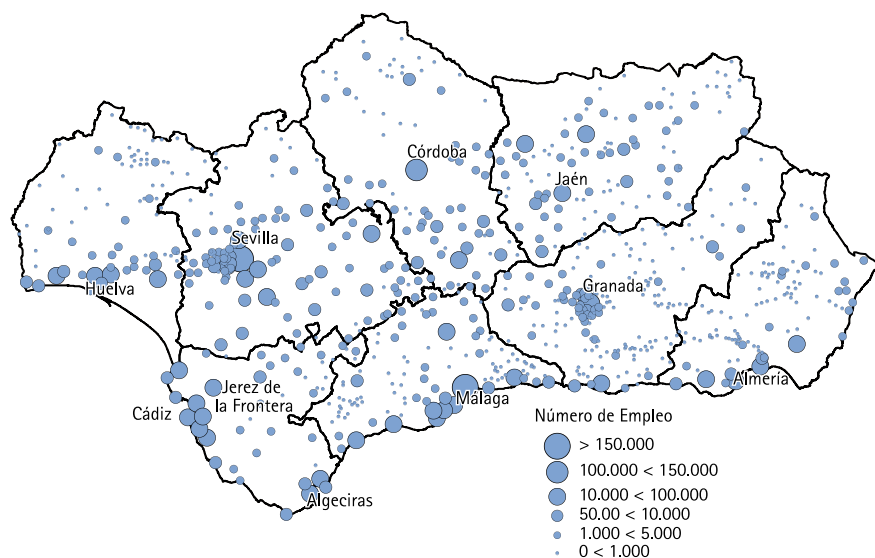 Córdoba
Jaén
Sevilla
Granada
Huelva
Jerez de
la Frontera
Cádiz
Málaga
Almería
Algeciras
Número de Empleo
> 150.000
100.000 < 150.000
10.000 < 100.000
50.00 < 10.000
1.000 < 5.000
0 < 1.000